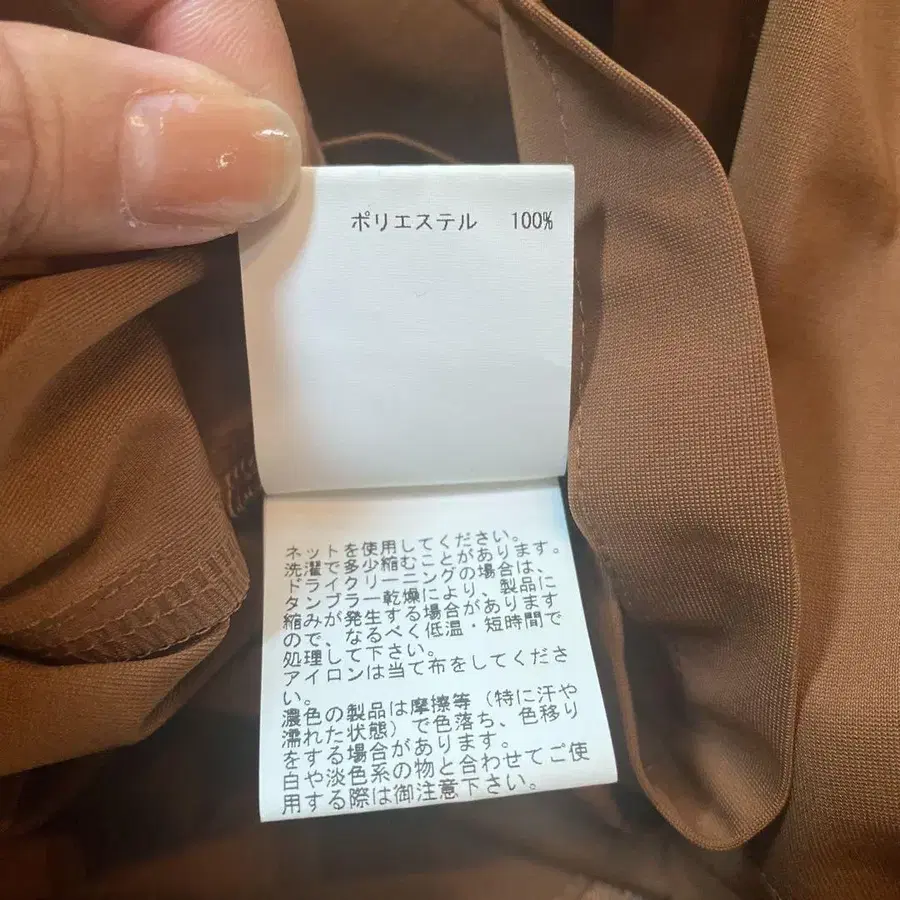 ポリエステル 100%
ネットを使用してください。
洗濯で多少縮むことがあります。
ドライクリーニングの場合は、
タンブラー乾燥により、製品に
縮みが発生する場合があります
ので、なるべく低温・短時間で
処理して下さい。
アイロンは当て布をしてくださ
い。
濃色の製品は摩擦等（特に汗や
濡れた状態）で色落ち、色移り
をする場合があります。
白や淡色系の物と合わせてご使
用する際は御注意下さい。